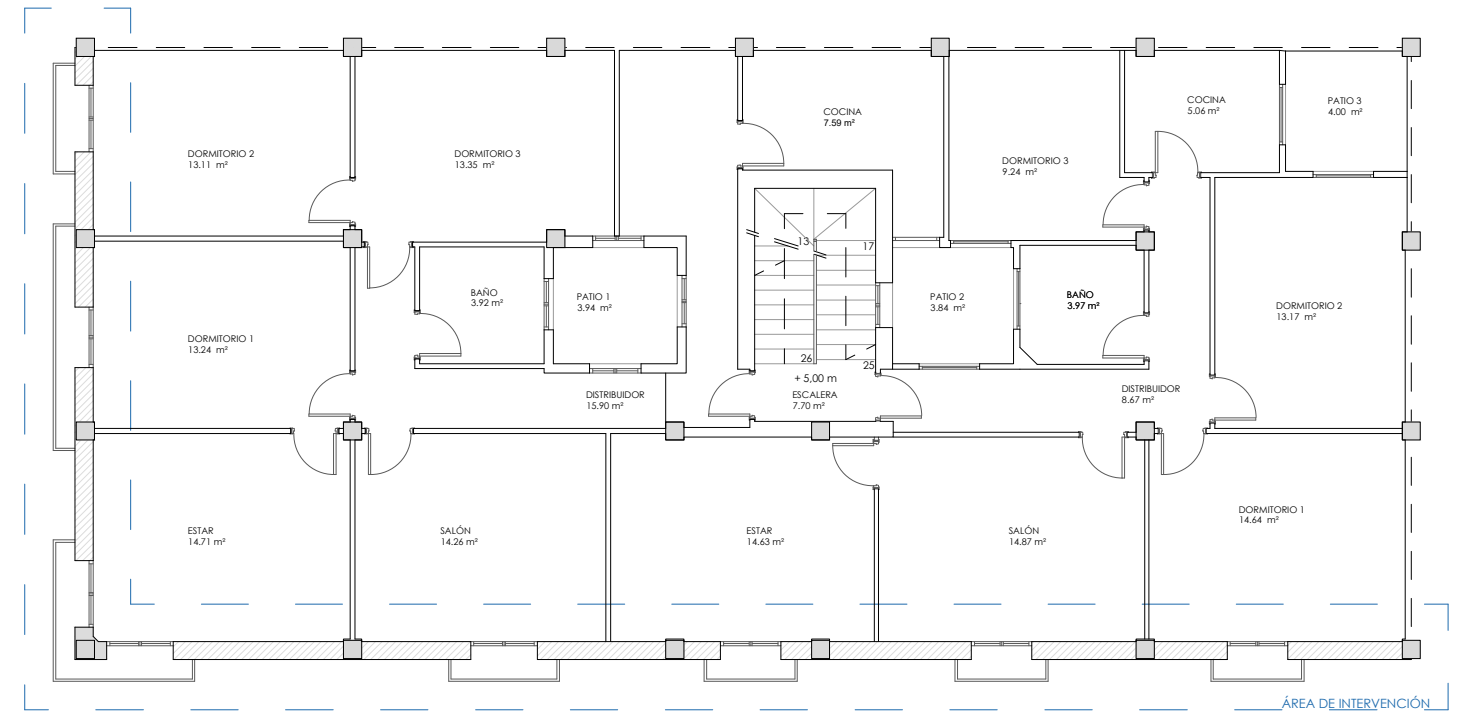 COCINA
7.59 m²
COCINA
5.06 m²
PATIO 3
4.00 m²
DORMITORIO 2
13.11 m²
DORMITORIO 3
13.35 m²
DORMITORIO 3
9.24 m²
13
17
BAÑO
3.92 m²
PATIO 1
3.94 m²
PATIO 2
3.84 m²
BAÑO
3.97 m²
DORMITORIO 2
13.17 m²
DORMITORIO 1
13.24 m²
26
25
+ 5,00 m
ESCALERA
7.70 m²
DISTRIBUIDOR
15.90 m²
DISTRIBUIDOR
8.67 m²
ESTAR
14.71 m²
SALÓN
14.26 m²
ESTAR
14.63 m²
SALÓN
14.87 m²
DORMITORIO 1
14.64 m²
ÁREA DE INTERVENCIÓN